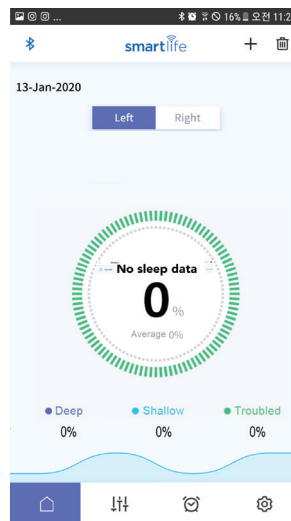 16% 오전 11:2
smartlife
13-Jan-2020
Left Right
No sleep data
0 %
Average 0%
Deep Shallow Troubled
0% 0% 0%